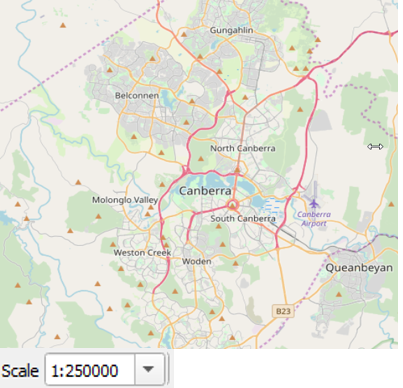 Gungahlin
Belconnen
North Canberra
Canberra
Molonglo Valley
South Canberra
Canberra
Airport
Weston Creek
Woden
Queanbeyan
B23
Scale 1:250000